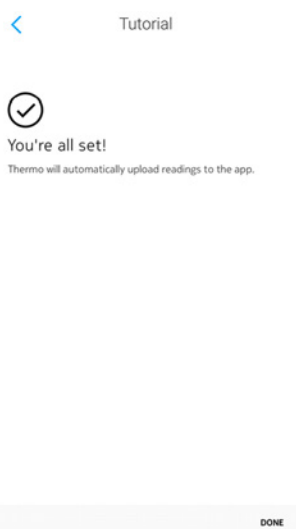 Tutorial
You're all set!
Thermo will automatically upload readings to the app.
DONE